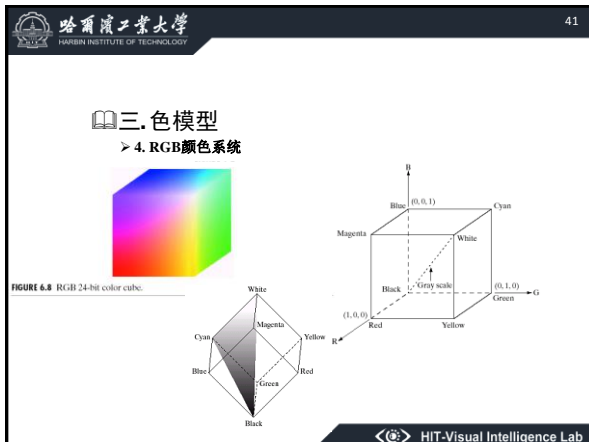 41
哈爾濱工業大學
HARBIN INSTITUTE OF TECHNOLOGY
三.色模型
4. RGB颜色系统
FIGURE 6.8 RGB 24-bit color cube.
B
Blue
(0, 0, 1)
Cyan
Magenta
White
Black
Gray scale
(0, 1, 0)
G
Green
(1, 0, 0)
Red
Yellow
R
White
Magenta
Cyan
Yellow
Blue
Red
Green
Black
HIT-Visual Intelligence Lab